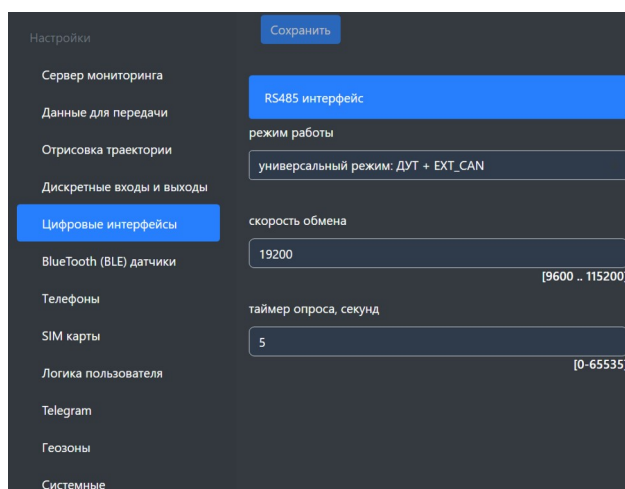 Настройки
Сервер мониторинга
Данные для передачи
Отрисовка траектории
Дискретные входы и выходы
Цифровые интерфейсы
BlueTooth (BLE) датчики
Телефоны
SIM карты
Логика пользователя
Telegram
Геозоны
Системные
Сохранить
RS485 интерфейс
режим работы
универсальный режим: ДУТ + EXT_CAN
скорость обмена
19200
[9600 .. 115200]
таймер опроса, секунд
5
[0-65535]